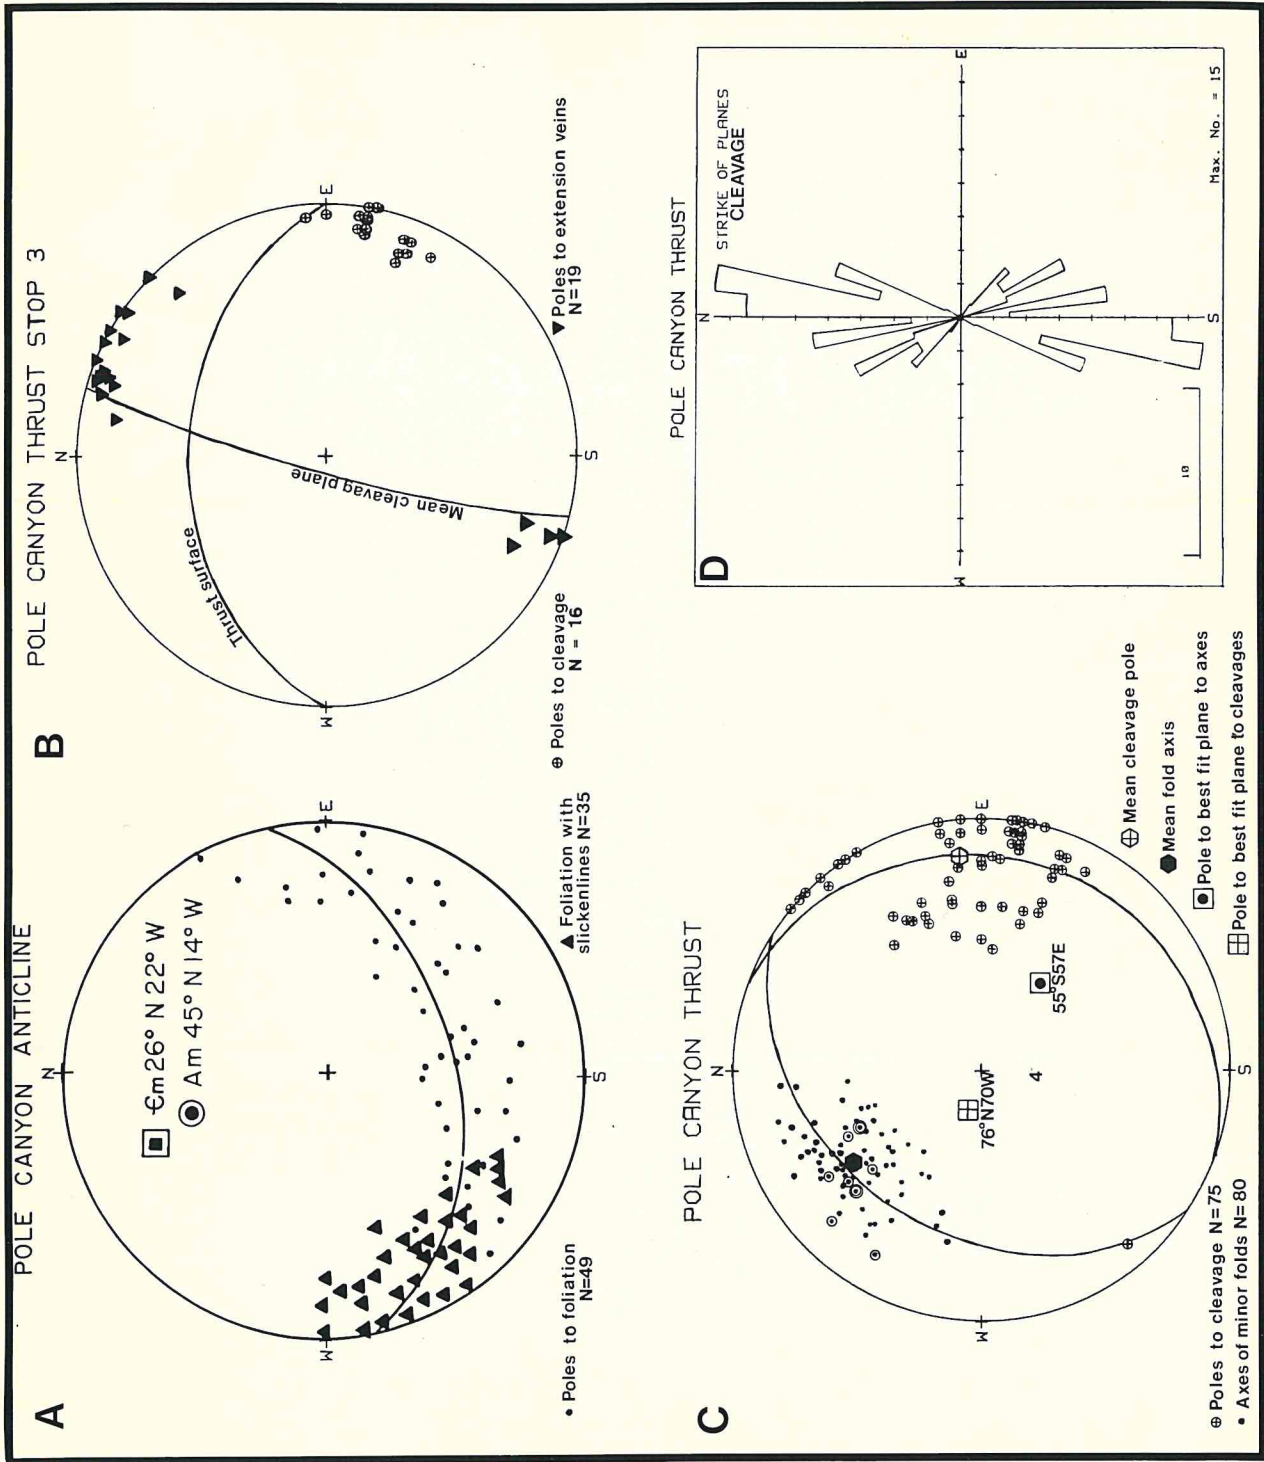 A
POLE CANYON ANTICLINE
N
Єm 26° N 22° W
Am 45° N 14° W
W
E
S
• Poles to foliation
N=49
▲ Foliation with
slickenlines N=35
B
POLE CANYON THRUST STOP 3
N
Thrust surface
Mean cleavag plane
W
E
S
⊕ Poles to cleavage
N = 16
▼ Poles to extension veins
N=19
C
POLE CANYON THRUST
N
W
E
76°N70W
4
55°S57E
S
⊕ Poles to cleavage N=75
• Axes of minor folds N=80
Mean cleavage pole
Mean fold axis
Pole to best fit plane to axes
Pole to best fit plane to cleavages
D
POLE CANYON THRUST
STRIKE OF PLANES
CLEAVAGE
N
W
E
S
10
Max. No. = 15